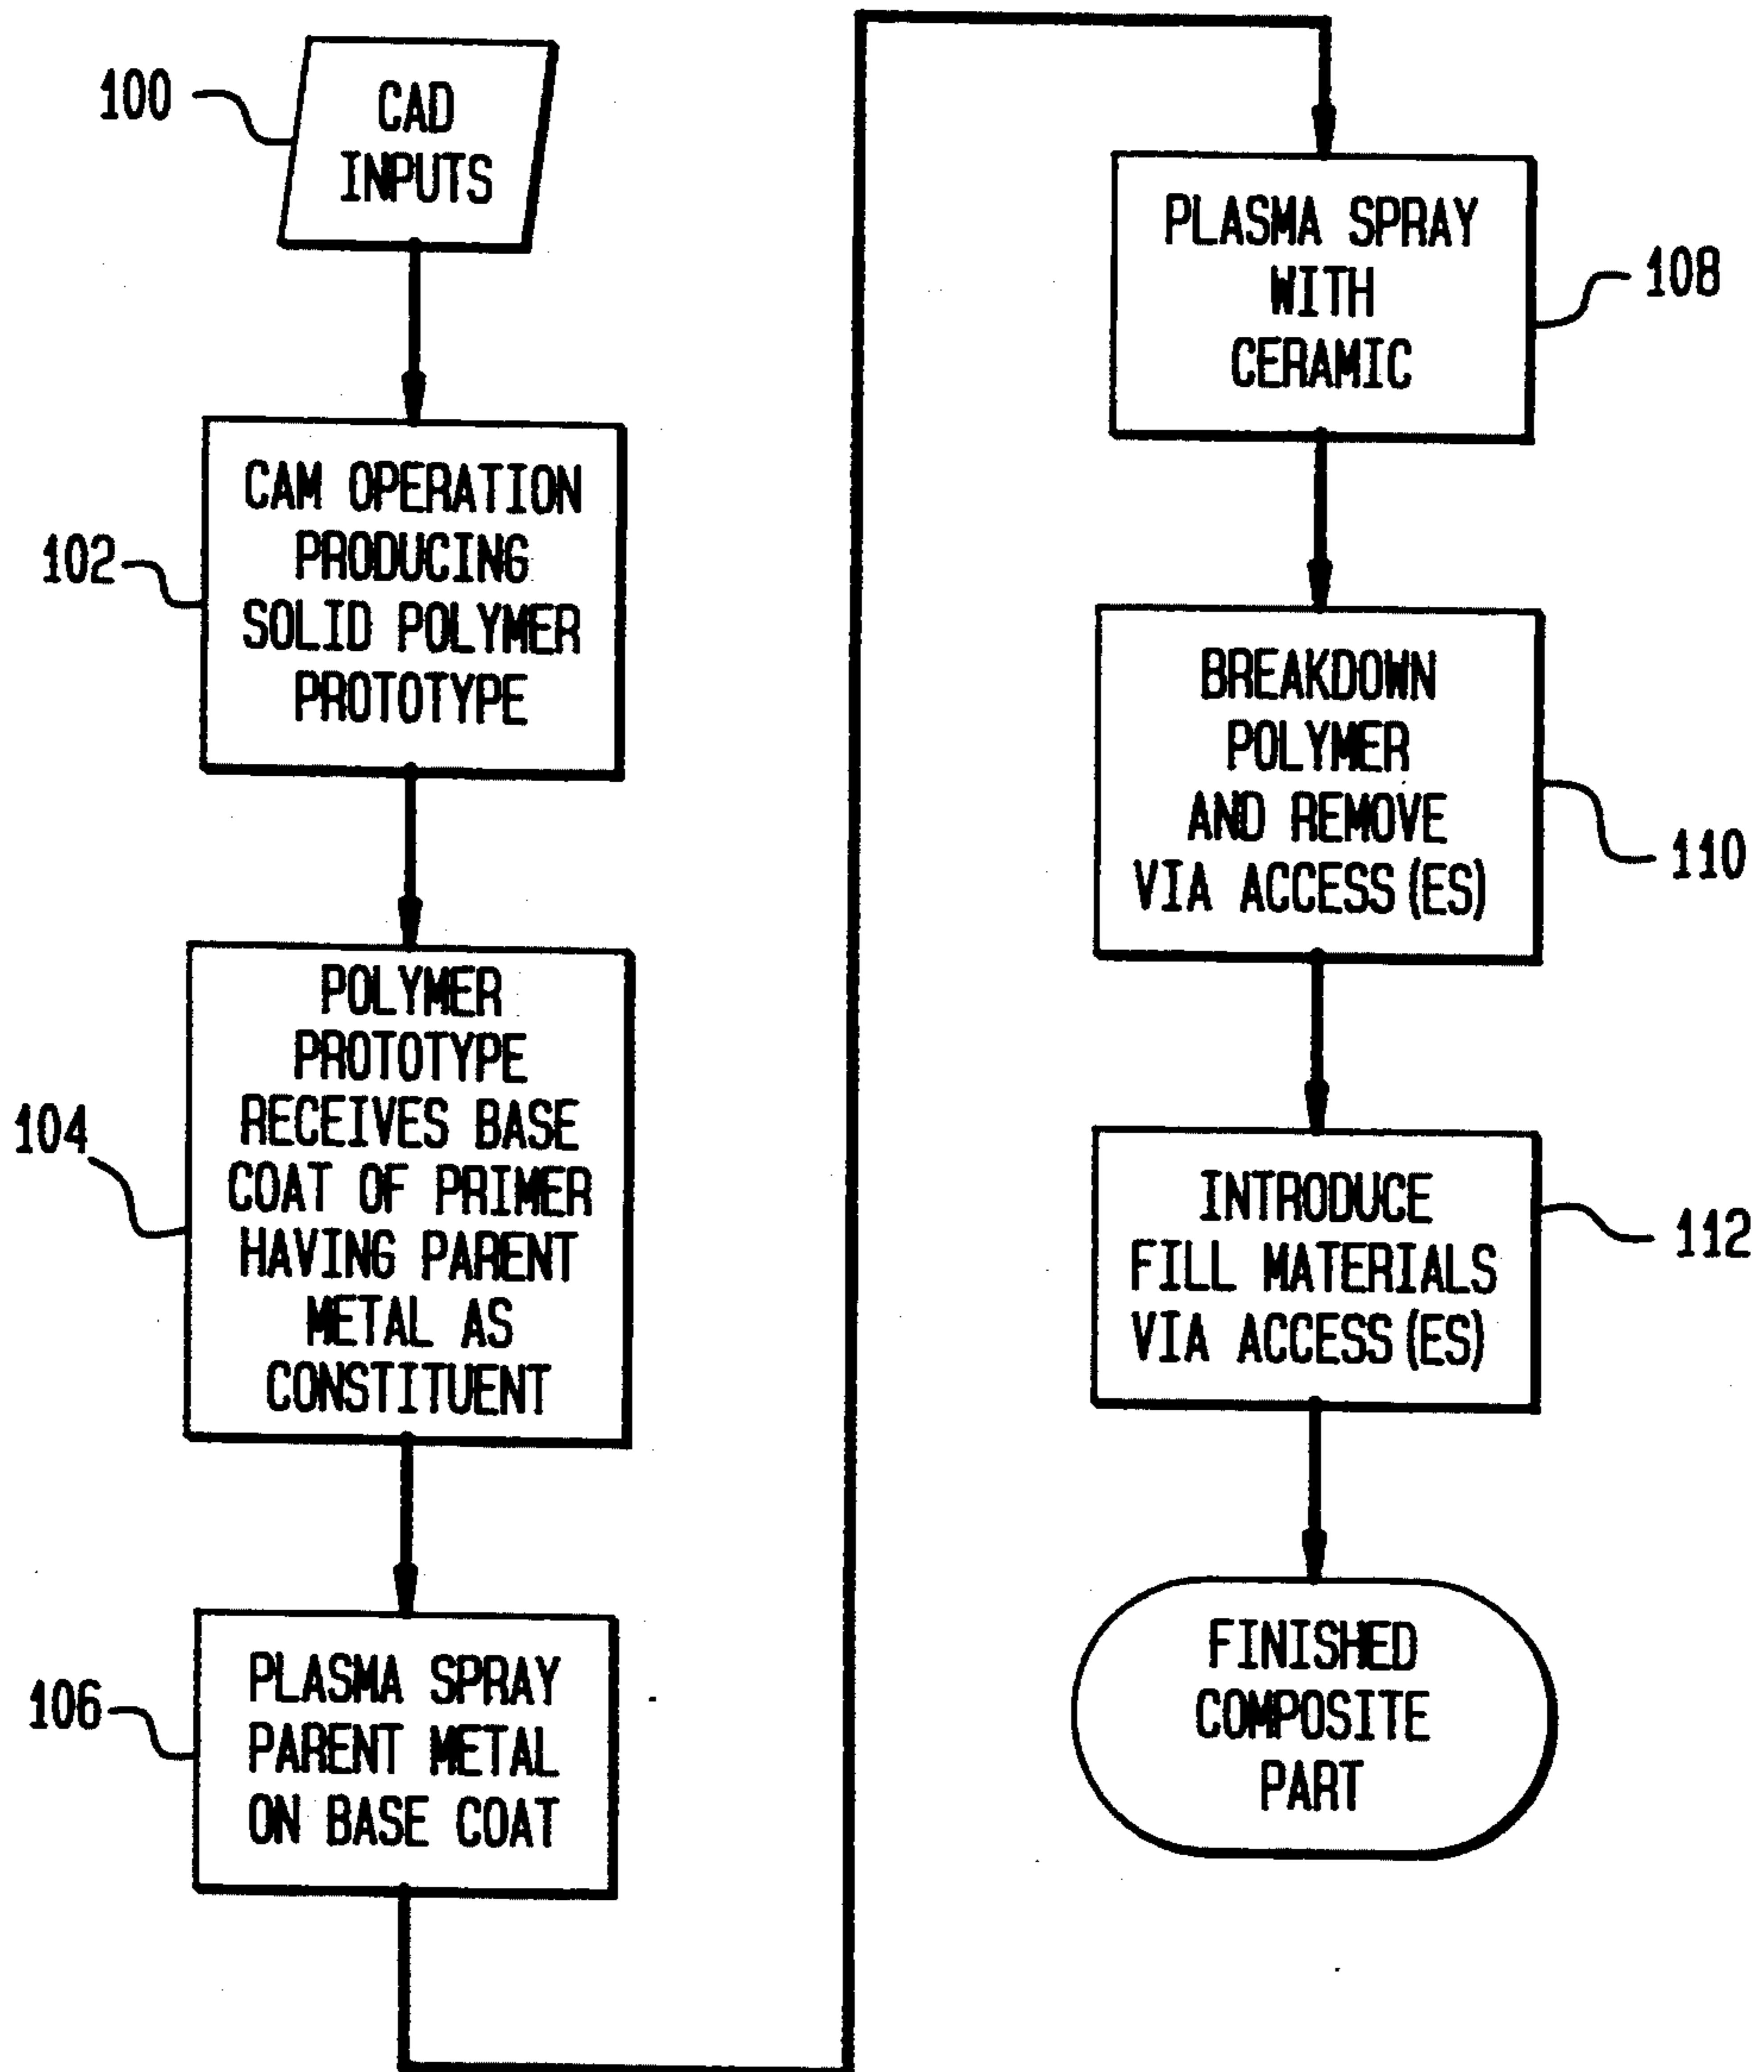 100
CAD
INPUTS
102
CAM OPERATION
PRODUCING
SOLID POLYMER
PROTOTYPE
104
POLYMER
PROTOTYPE
RECEIVES BASE
COAT OF PRIMER
HAVING PARENT
METAL AS
CONSTITUENT
106
PLASMA SPRAY
PARENT METAL
ON BASE COAT
PLASMA SPRAY
WITH
CERAMIC
108
BREAKDOWN
POLYMER
AND REMOVE
VIA ACCESS(ES)
110
INTRODUCE
FILL MATERIALS
VIA ACCESS(ES)
112
FINISHED
COMPOSITE
PART